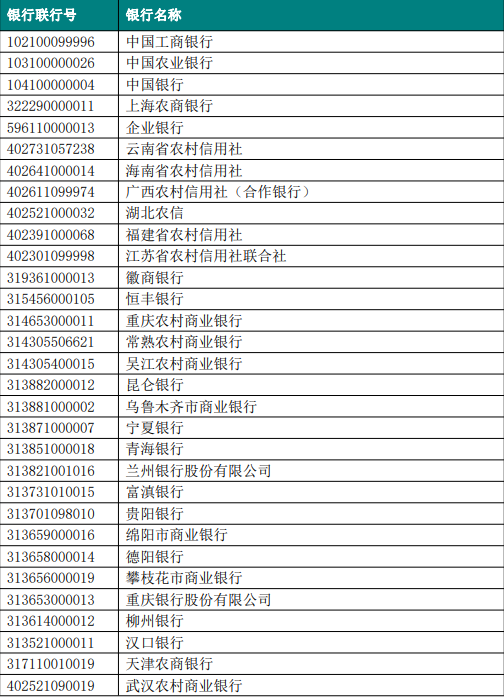 银行联行号 银行名称
102100099996 中国工商银行
103100000026 中国农业银行
104100000004 中国银行
322290000011 上海农商银行
596110000013 企业银行
402731057238 云南省农村信用社
402641000014 海南省农村信用社
402611099974 广西农村信用社（合作银行）
402521000032 湖北农信
402391000068 福建省农村信用社
402301099998 江苏省农村信用社联合社
319361000013 徽商银行
315456000105 恒丰银行
314653000011 重庆农村商业银行
314305506621 常熟农村商业银行
314305400015 吴江农村商业银行
313882000012 昆仑银行
313881000002 乌鲁木齐市商业银行
313871000007 宁夏银行
313851000018 青海银行
313821001016 兰州银行股份有限公司
313731010015 富滇银行
313701098010 贵阳银行
313659000016 绵阳市商业银行
313658000014 德阳银行
313656000019 攀枝花市商业银行
313653000013 重庆银行股份有限公司
313614000012 柳州银行
313521000011 汉口银行
317110010019 天津农商银行
402521090019 武汉农村商业银行